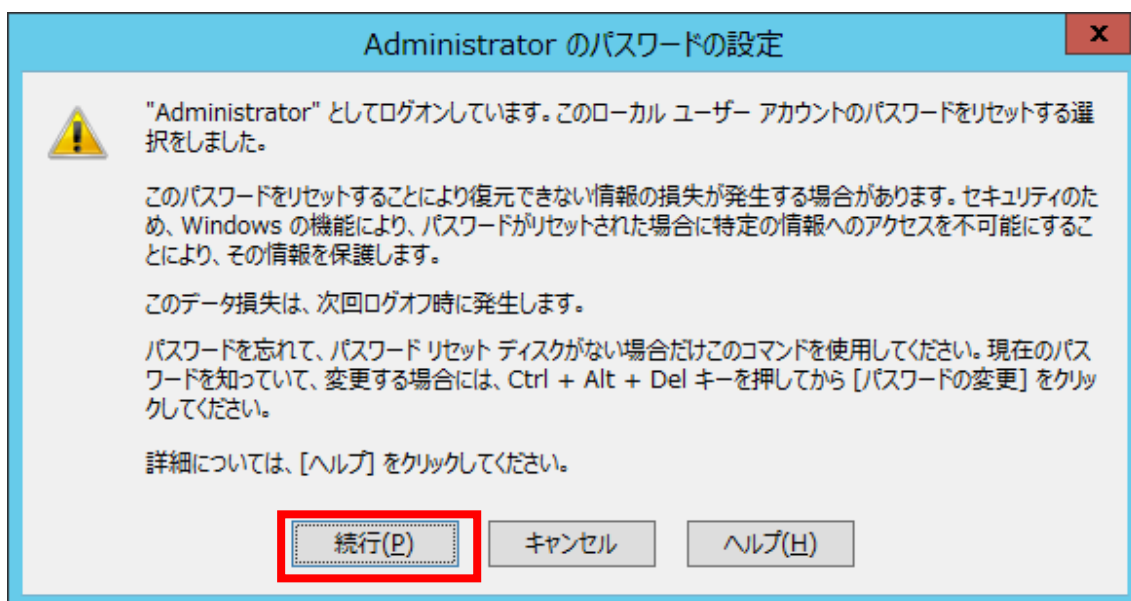 Administrator のパスワードの設定
x
"Administrator" としてログオンしています。このローカル ユーザー アカウントのパスワードをリセットする選
択をしました。
このパスワードをリセットすることにより復元できない情報の損失が発生する場合があります。セキュリティのた
め、Windows の機能により、パスワードがリセットされた場合に特定の情報へのアクセスを不可能にするこ
とにより、その情報を保護します。
このデータ損失は、次回ログオフ時に発生します。
パスワードを忘れて、パスワード リセット ディスクがない場合だけこのコマンドを使用してください。現在のパス
ワードを知っていて、変更する場合には、Ctrl + Alt + Del キーを押してから [パスワードの変更] をクリッ
クしてください。
詳細については、[ヘルプ] をクリックしてください。
続行(P) キャンセル ヘルプ(H)